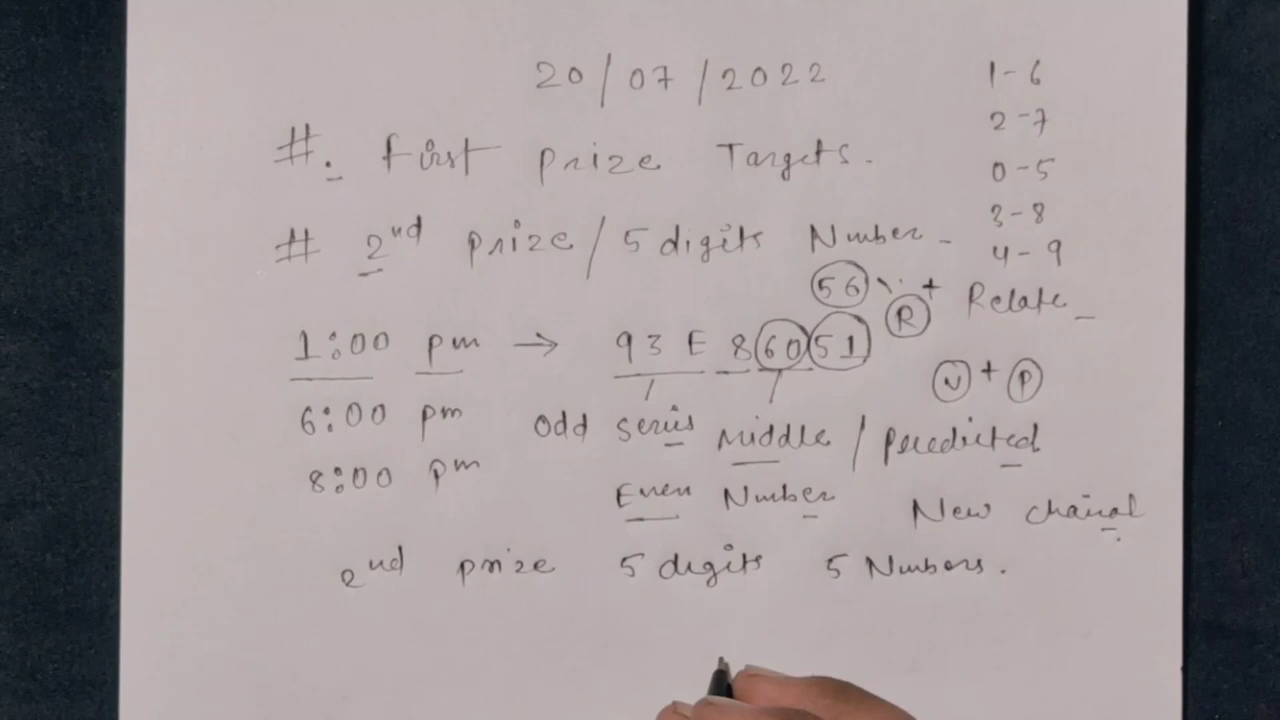 20/07/2022
#. first prize Targets.
# 2nd prize/5 digits Number -
1-6
2-7
0-5
3-8
4-9
56 + R Relate -
1:00 pm → 93 E 86051
N + P
6:00 pm odd series middle / predicted
8:00 pm Even Number New
2nd prize 5 digits 5 Numbers.